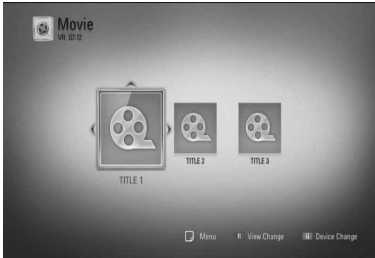 Movie
VR 07:12
TITLE 1
TITLE 2
TITLE 3
Menu
R View Change
G Device Change